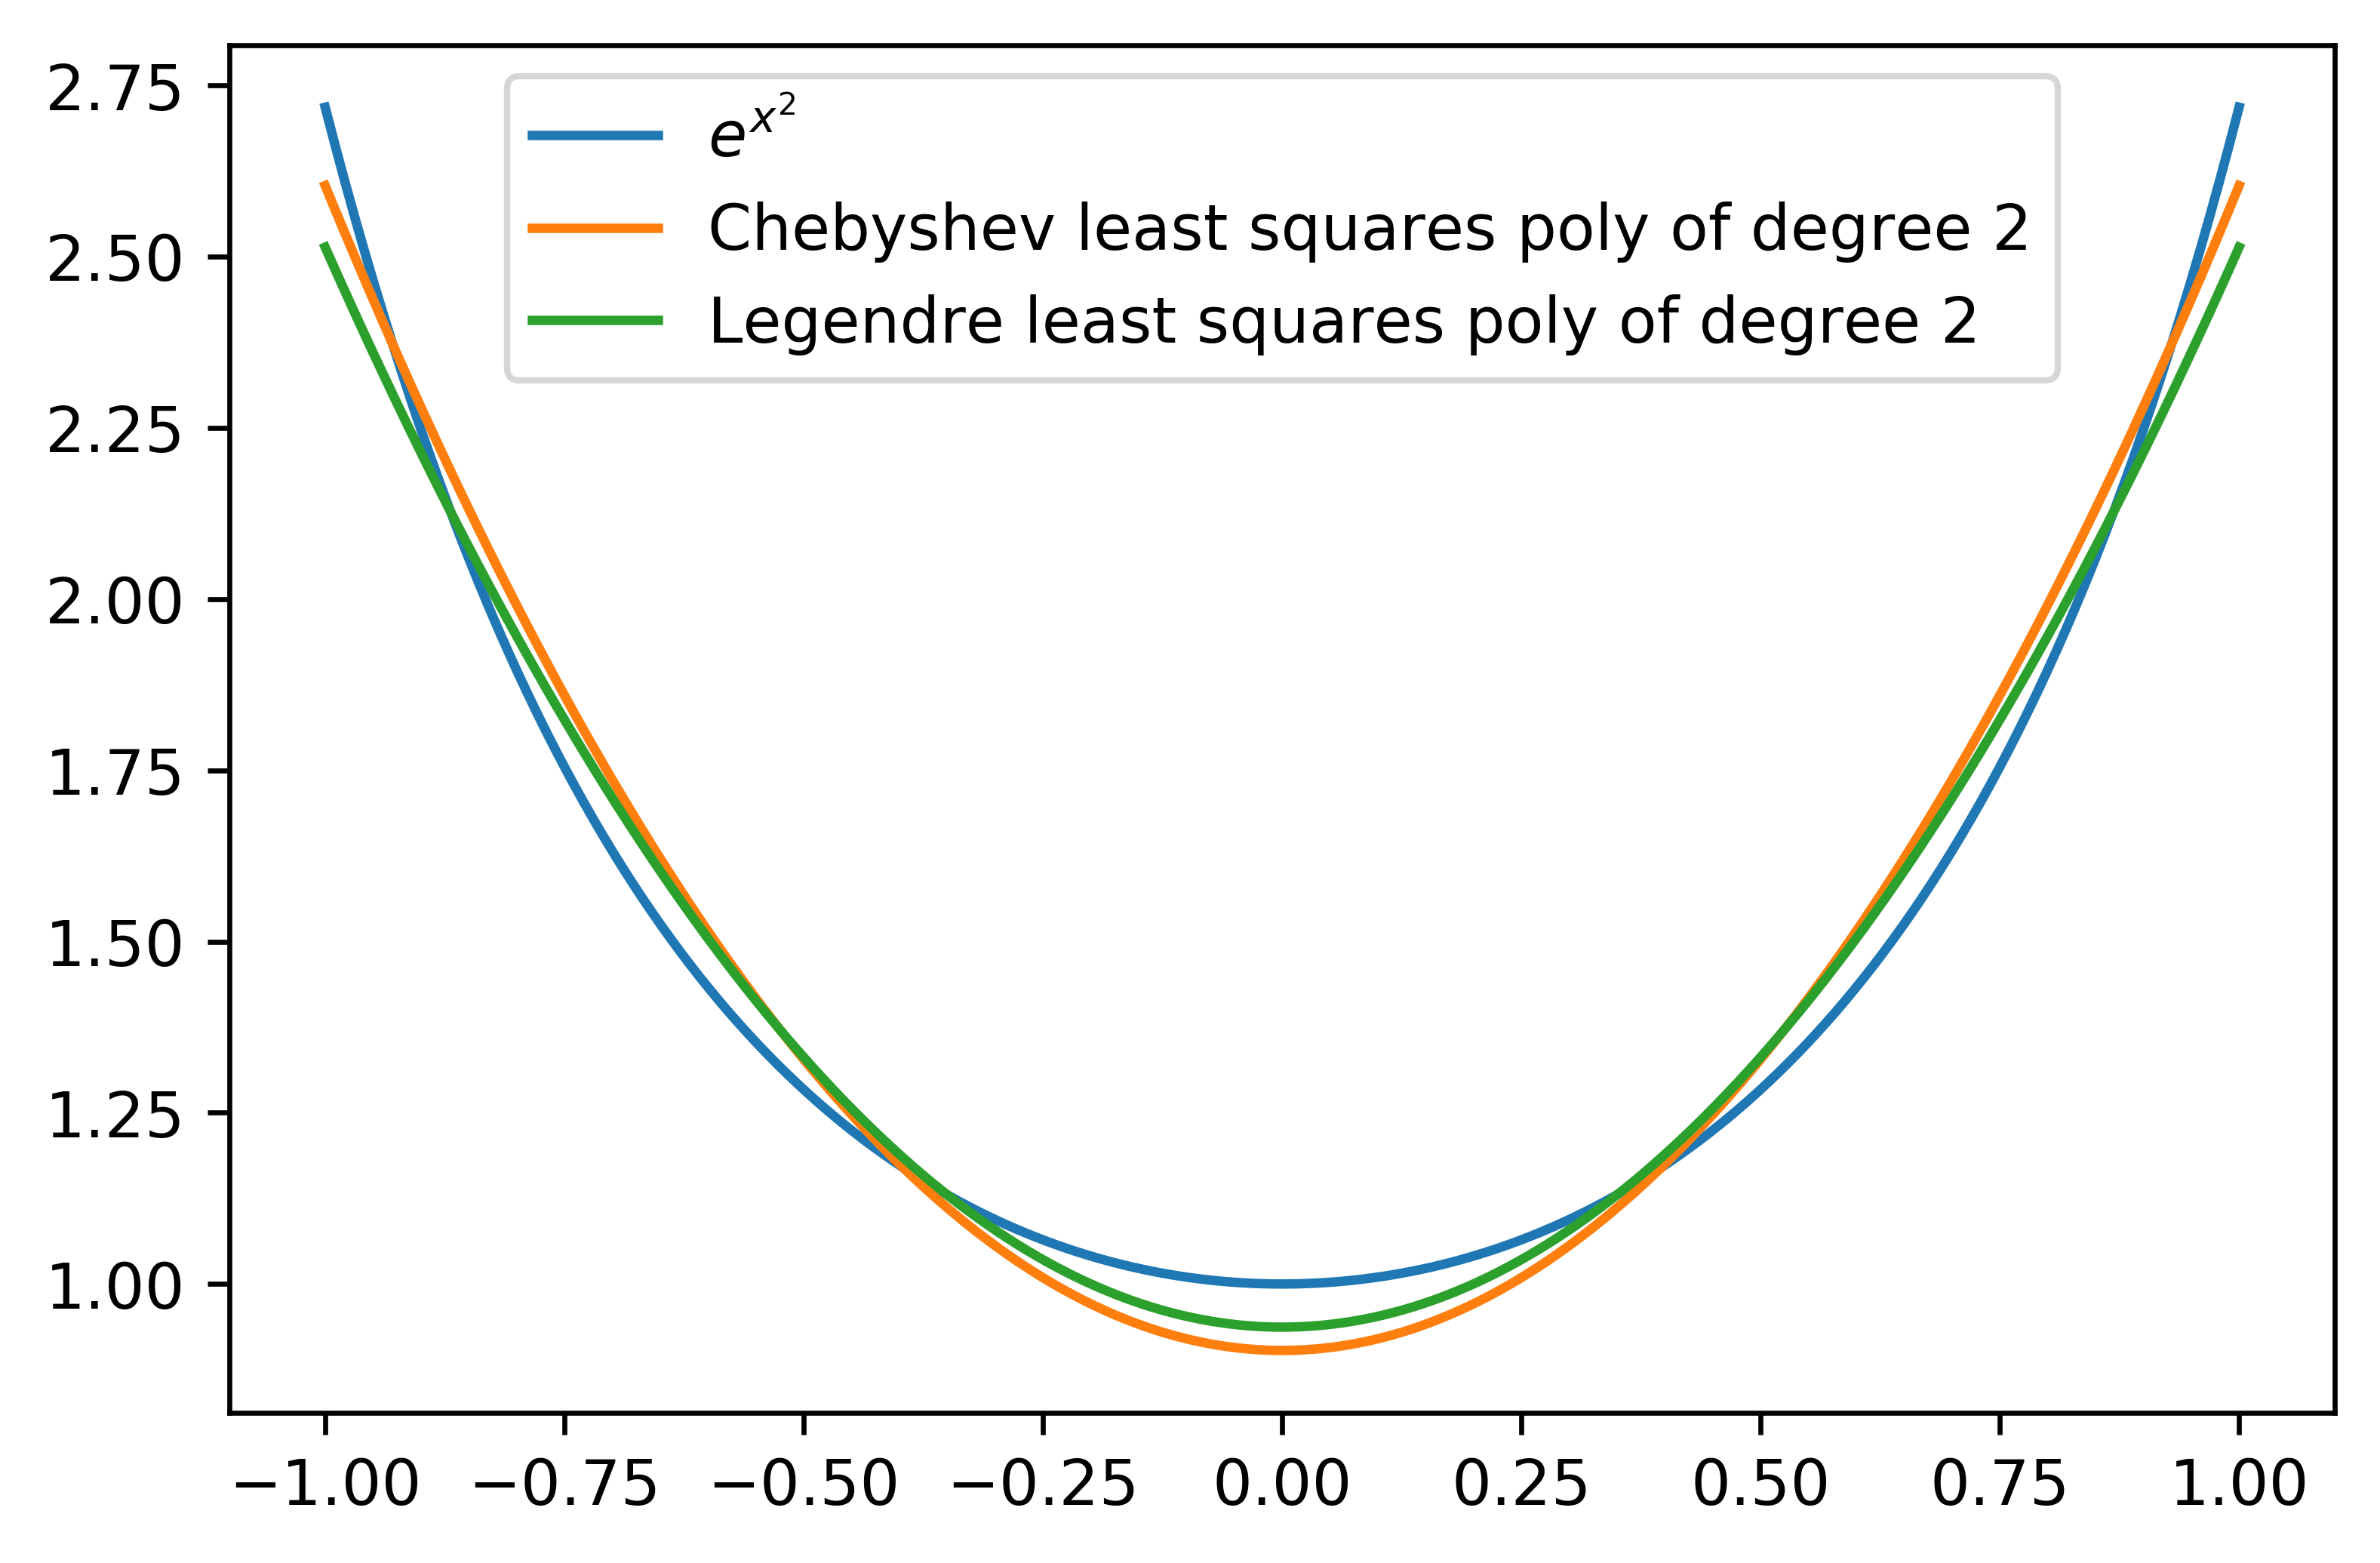 e^{x^2}
Chebyshev least squares poly of degree 2
Legendre least squares poly of degree 2
2.75
2.50
2.25
2.00
1.75
1.50
1.25
1.00
−1.00 −0.75 −0.50 −0.25 0.00 0.25 0.50 0.75 1.00